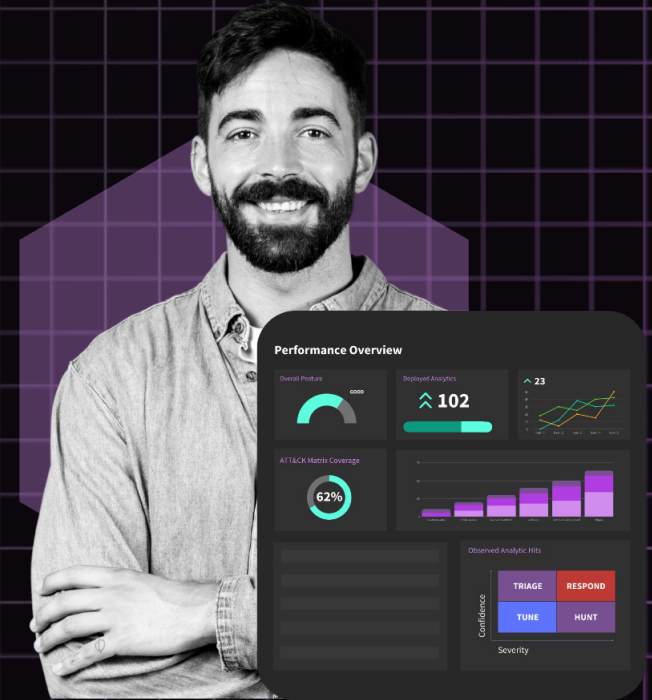 Performance Overview
Overall Posture
GOOD
Deployed Analytics
102
23
ATT&CK Matrix Coverage
62%
Observed Analytic Hits
Confidence
TRIAGE
RESPOND
TUNE
HUNT
Severity